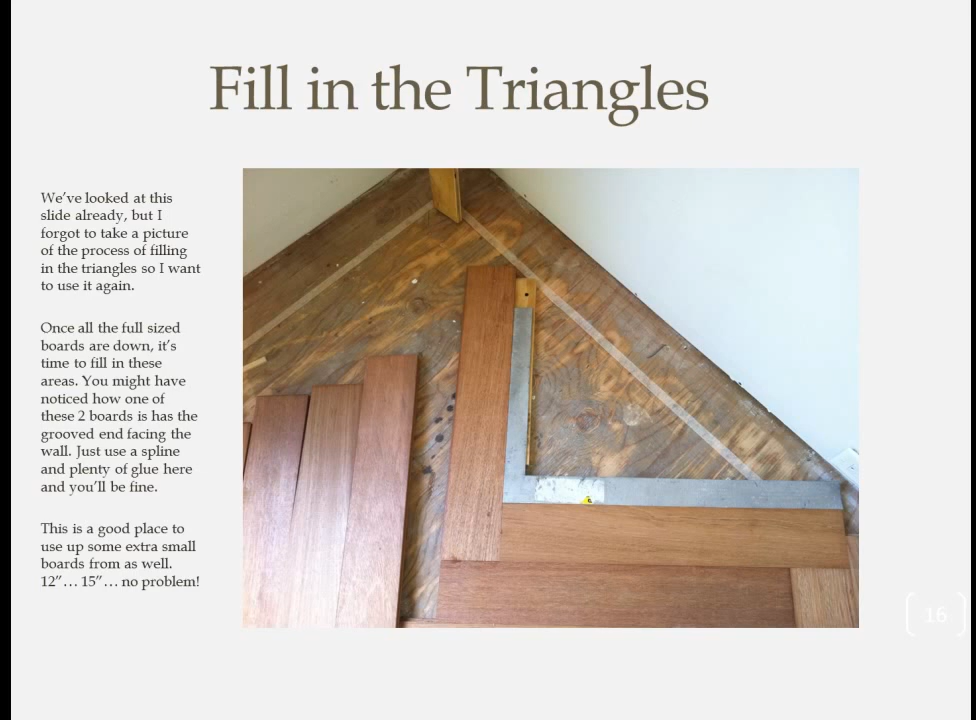 Fill in the Triangles
We've looked at this
slide already, but I
forgot to take a picture
of the process of filling
in the triangles so I want
to use it again.
Once all the full sized
boards are down, it's
time to fill in these
areas. You might have
noticed how one of
these 2 boards is has the
grooved end facing the
wall. Just use a spline
and plenty of glue here
and you'll be fine.
This is a good place to
use up some extra small
boards from as well.
12”… 15”… no problem!
16